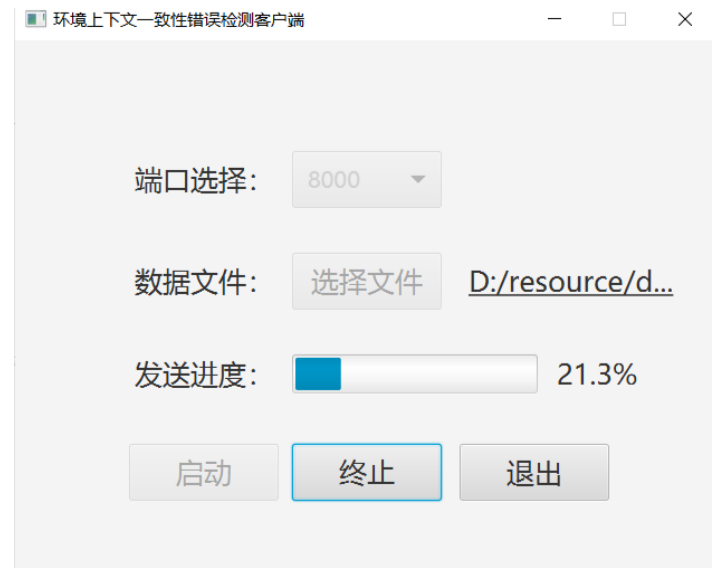 环境上下文一致性错误检测客户端
端口选择： 8000
数据文件： 选择文件 D:/resource/d...
发送进度： 21.3%
启动 终止 退出